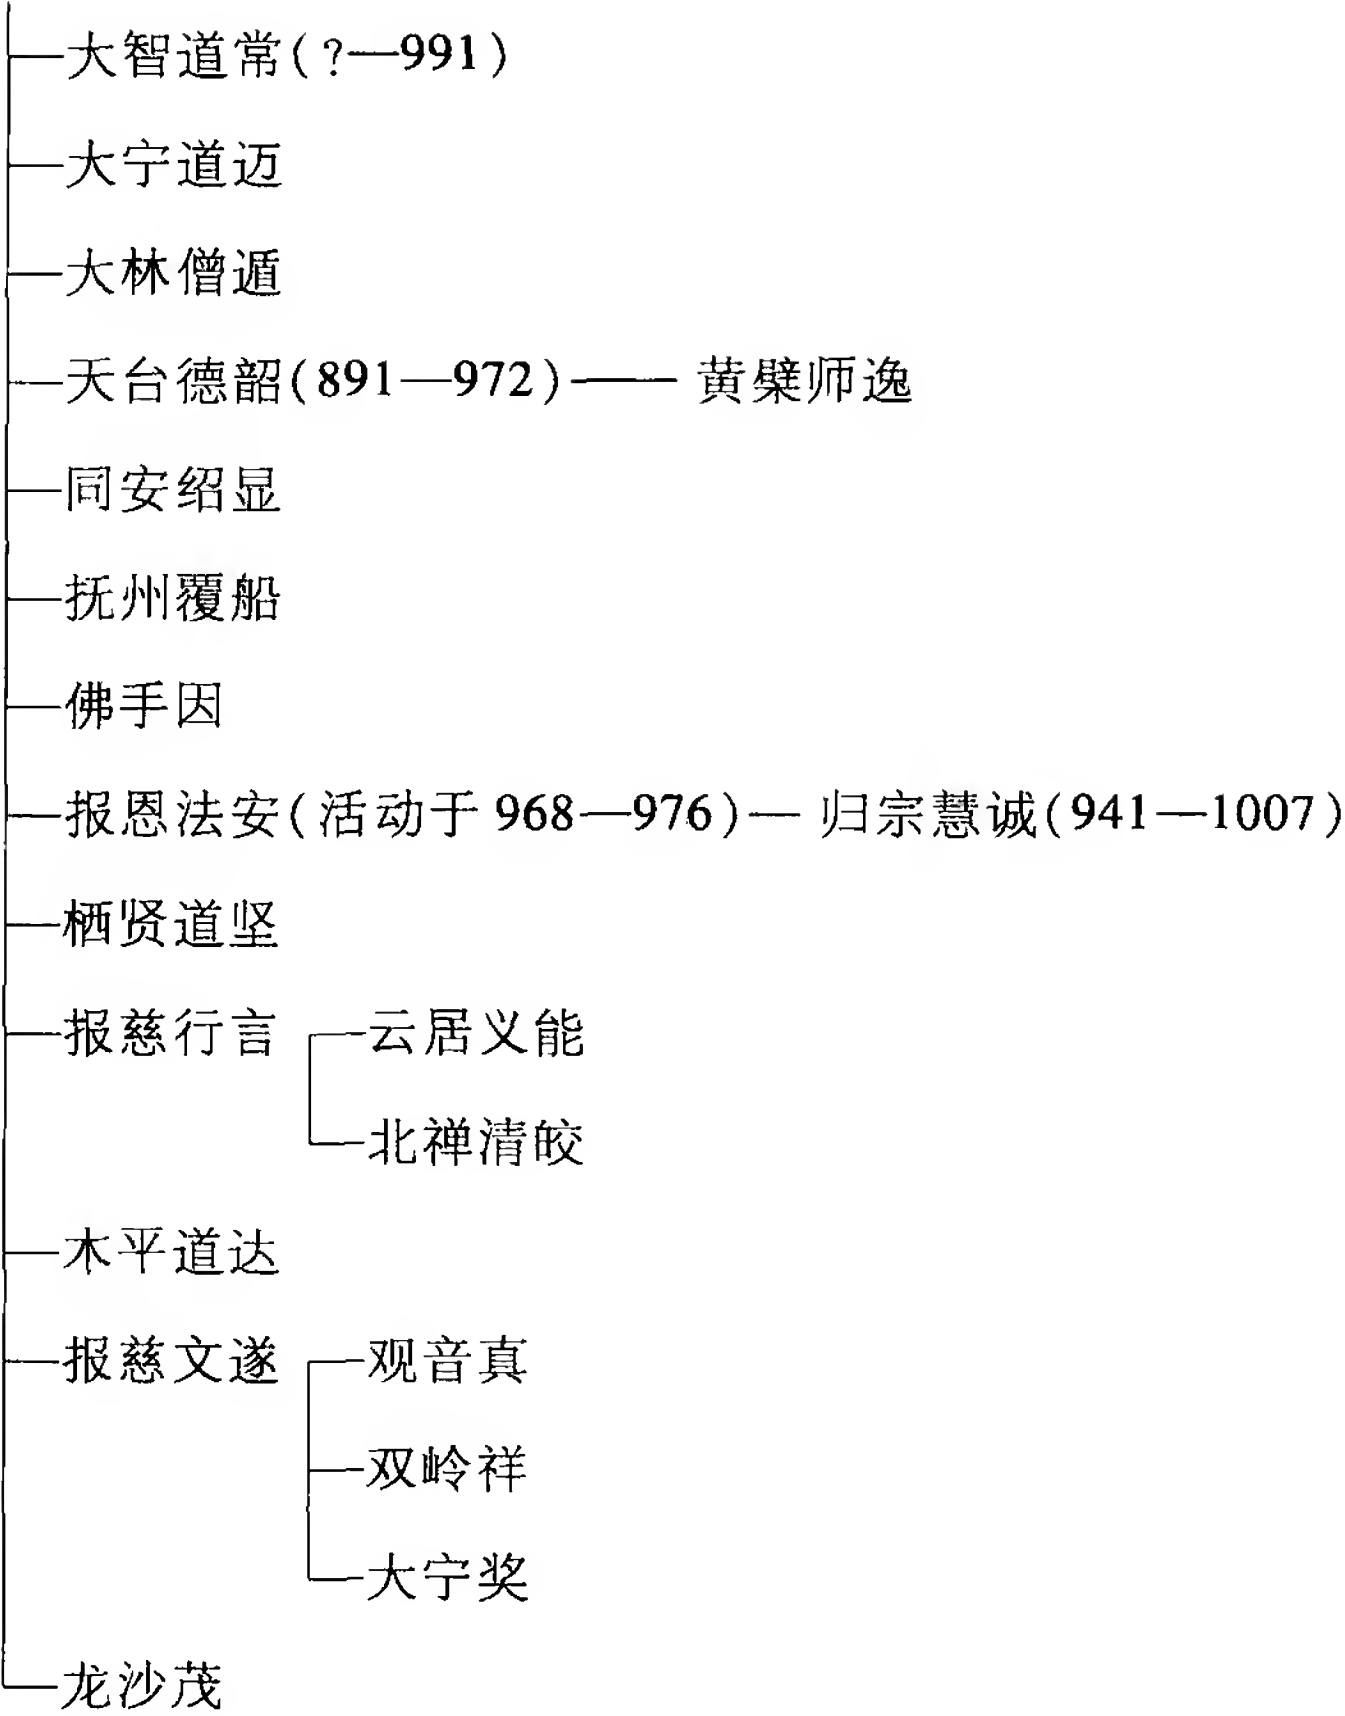 大智道常(?—991)
大宁道迈
大林僧遁
天台德韶(891—972)—— 黄檗师逸
同安绍显
抚州覆船
佛手因
报恩法安(活动于 968—976)— 归宗慧诚(941—1007)
栖贤道坚
报慈行言 云居义能
北禅清皎
木平道达
报慈文遂 观音真
双岭祥
大宁奖
龙沙茂